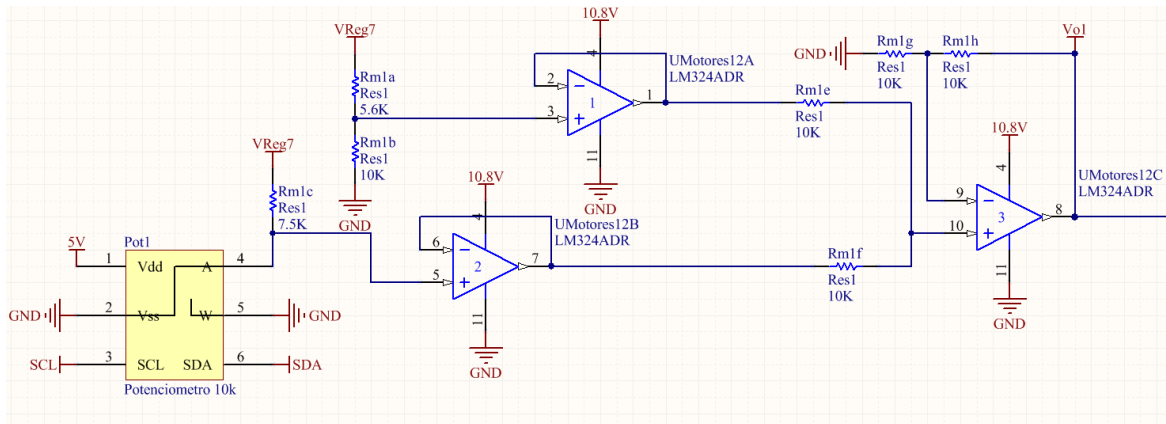 10.8V
VReg7
4
UMotores12A
LM324ADR
2
1
1
3
11
GND
Rm1a
Res1
5.6K
Rm1b
Res1
10K
GND
VReg7
Rm1c
Res1
7.5K
10.8V
4
UMotores12B
LM324ADR
6
2
7
5
11
GND
Rm1e
Res1
10K
Rm1f
Res1
10K
GND
Rm1g
Res1
10K
Rm1h
Res1
10K
Vo1
10.8V
4
UMotores12C
LM324ADR
9
3
8
10
11
GND
Pot1
5V
1
Vdd
A
4
GND
2
Vss
W
5
GND
SCL
3
SCL
SDA
6
SDA
Potenciometro 10k